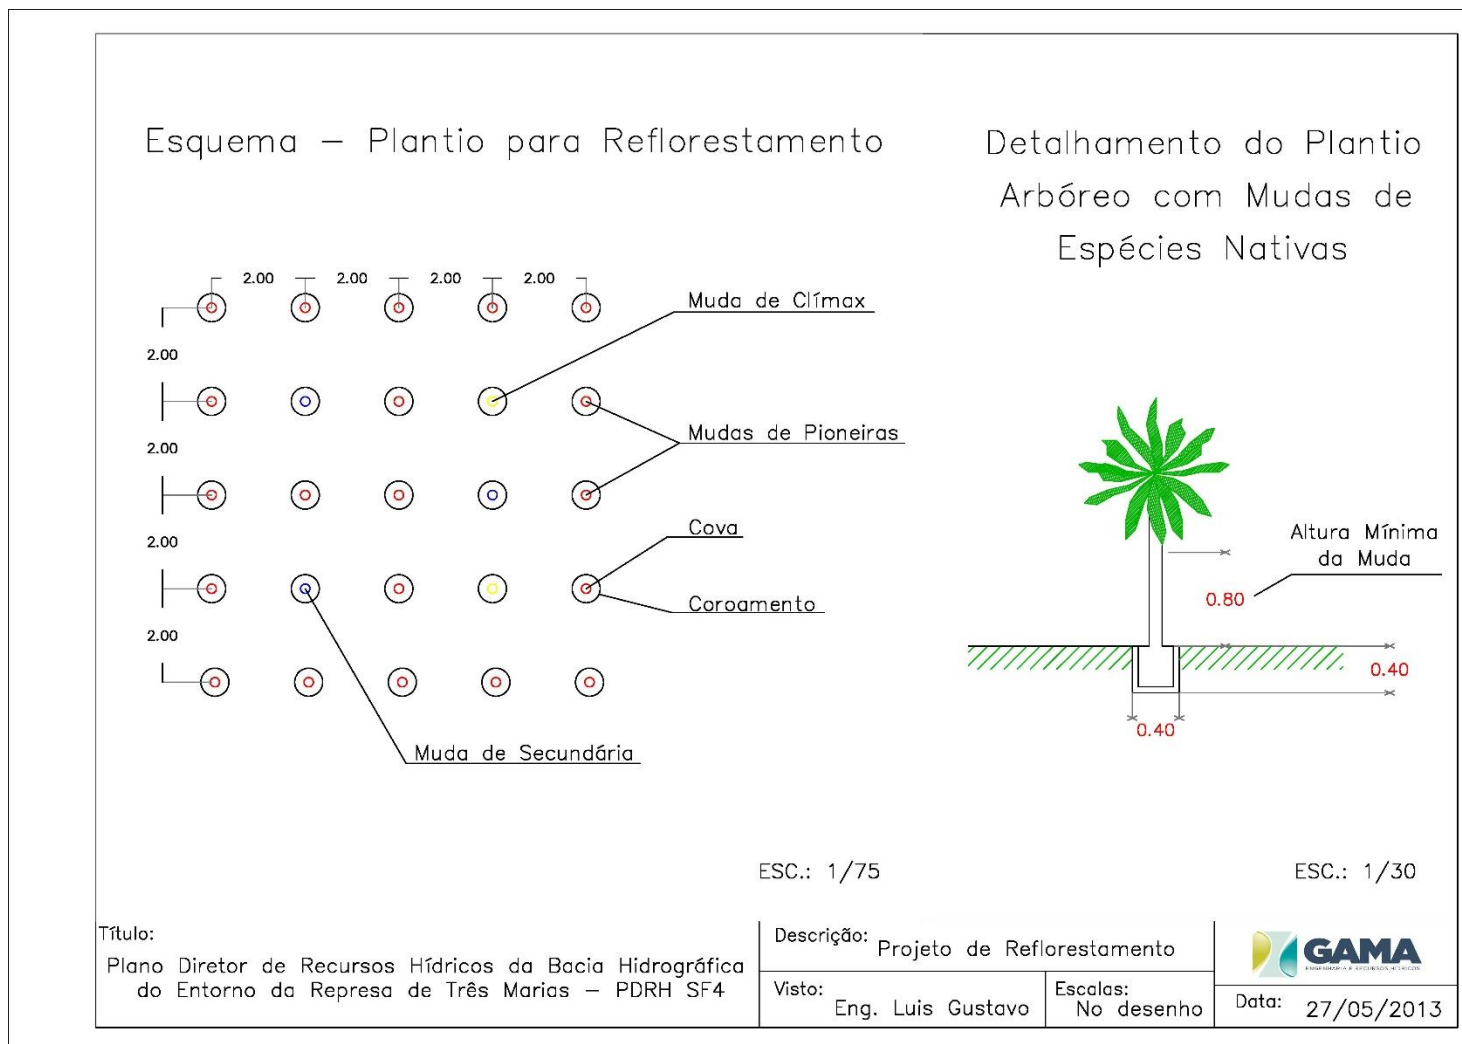 Esquema – Plantio para Reflorestamento
Detalhamento do Plantio
Arbóreo com Mudas de
Espécies Nativas
2.00 2.00 2.00 2.00
Muda de Clímax
2.00
Mudas de Pioneiras
2.00
Cova
2.00
Coroamento
2.00
Muda de Secundária
Altura Mínima
da Muda
0.80
0.40
0.40
ESC.: 1/75
ESC.: 1/30
Título:
Plano Diretor de Recursos Hídricos da Bacia Hidrográfica
do Entorno da Represa de Três Marias – PDRH SF4
Descrição: Projeto de Reflorestamento
Visto: Eng. Luis Gustavo
Escalas: No desenho
GAMA
ENGENHARIA E RECURSOS HÍDRICOS
Data: 27/05/2013